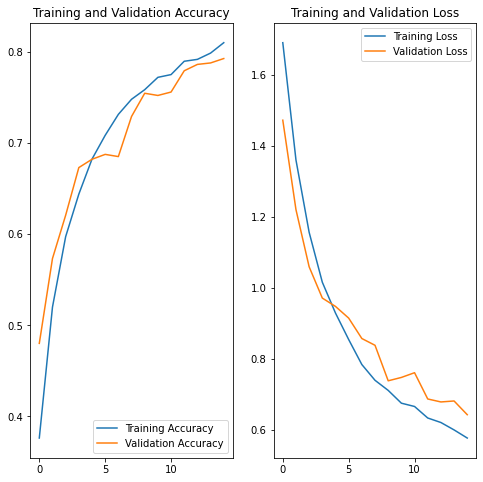 Training and Validation Accuracy
0.8
0.7
0.6
0.5
0.4
0
5
10
Training Accuracy
Validation Accuracy
Training and Validation Loss
Training Loss
Validation Loss
1.6
1.4
1.2
1.0
0.8
0.6
0
5
10